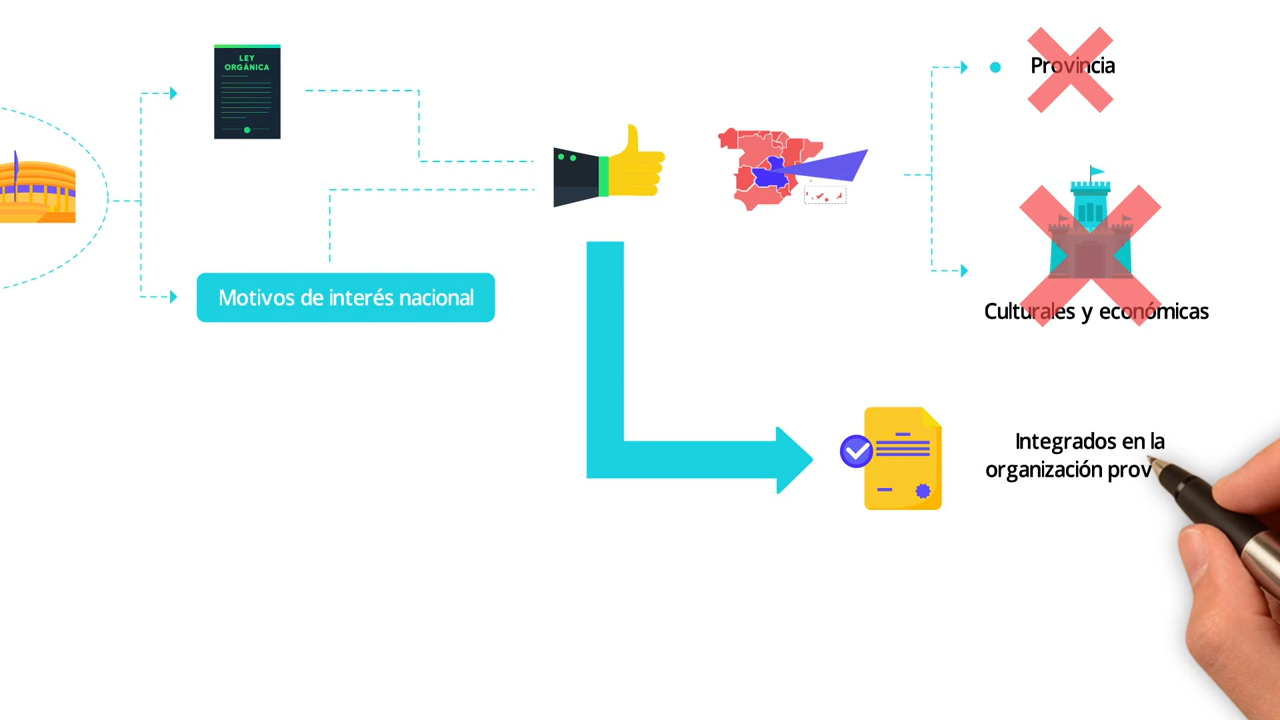 LEY
ORGÁNICA
Motivos de interés nacional
Provincia
Culturales y económicas
Integrados en la
organización prov